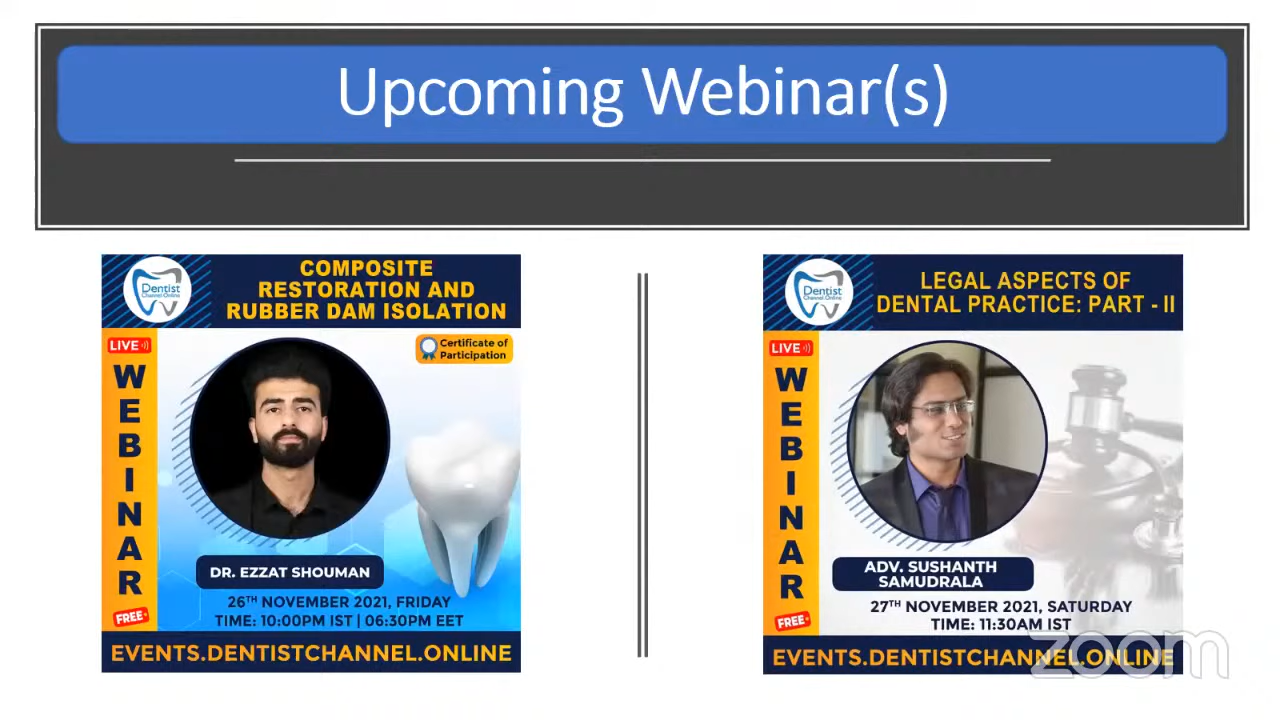 Upcoming Webinar(s)
Dentist
Channel Online
COMPOSITE
RESTORATION AND
RUBBER DAM ISOLATION
LIVE
Certificate of
Participation
WEBINAR
DR. EZZAT SHOUMAN
26TH NOVEMBER 2021, FRIDAY
TIME: 10:00PM IST | 06:30PM EET
FREE
EVENTS.DENTISTCHANNEL.ONLINE
Dentist
Channel Online
LEGAL ASPECTS OF
DENTAL PRACTICE: PART - II
LIVE
WEBINAR
ADV. SUSHANTH
SAMUDRALA
27TH NOVEMBER 2021, SATURDAY
TIME: 11:30AM IST
FREE
EVENTS.DENTISTCHANNEL.ONLINE
zoom